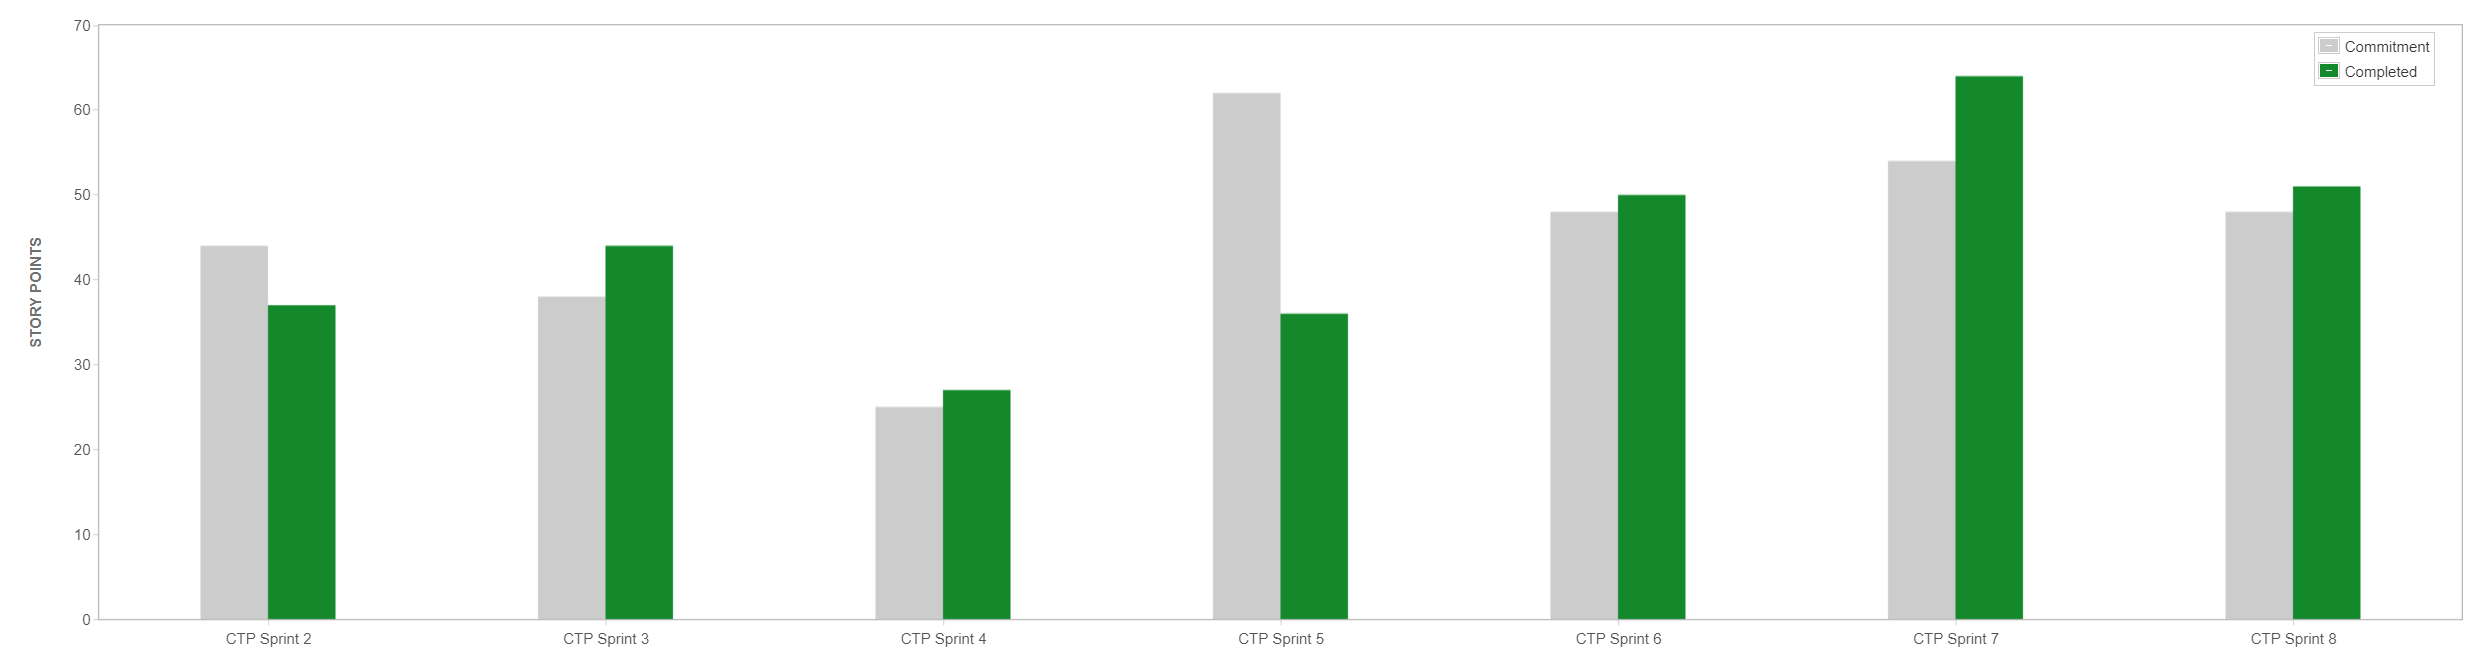 70
60
50
40
30
20
10
0
STORY POINTS
Commitment
Completed
CTP Sprint 2
CTP Sprint 3
CTP Sprint 4
CTP Sprint 5
CTP Sprint 6
CTP Sprint 7
CTP Sprint 8